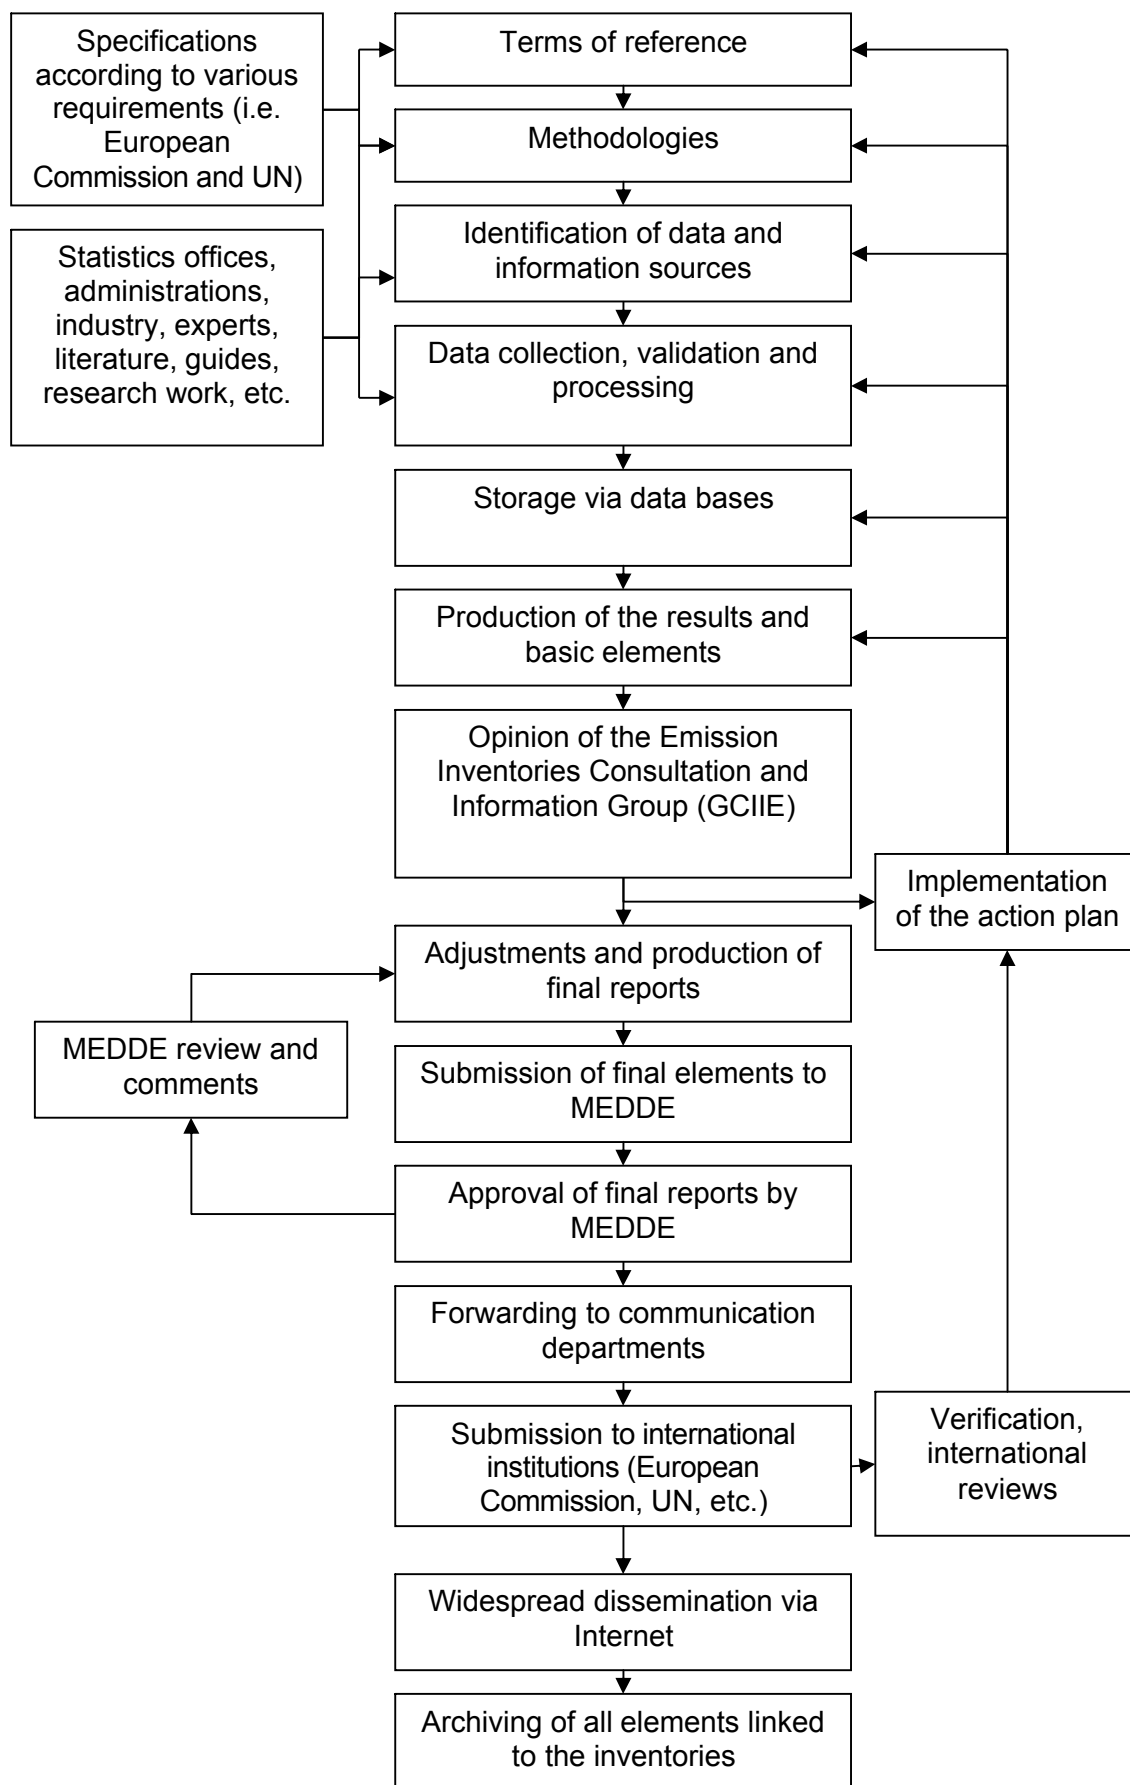 Specifications
according to various
requirements (i.e.
European
Commission and UN)
Statistics offices,
administrations,
industry, experts,
literature, guides,
research work, etc.
Terms of reference
Methodologies
Identification of data and
information sources
Data collection, validation and
processing
Storage via data bases
Production of the results and
basic elements
Opinion of the Emission
Inventories Consultation and
Information Group (GCIIE)
Implementation
of the action plan
Adjustments and production of
final reports
MEDDE review and
comments
Submission of final elements to
MEDDE
Approval of final reports by
MEDDE
Forwarding to communication
departments
Submission to international
institutions (European
Commission, UN, etc.)
Verification,
international
reviews
Widespread dissemination via
Internet
Archiving of all elements linked
to the inventories